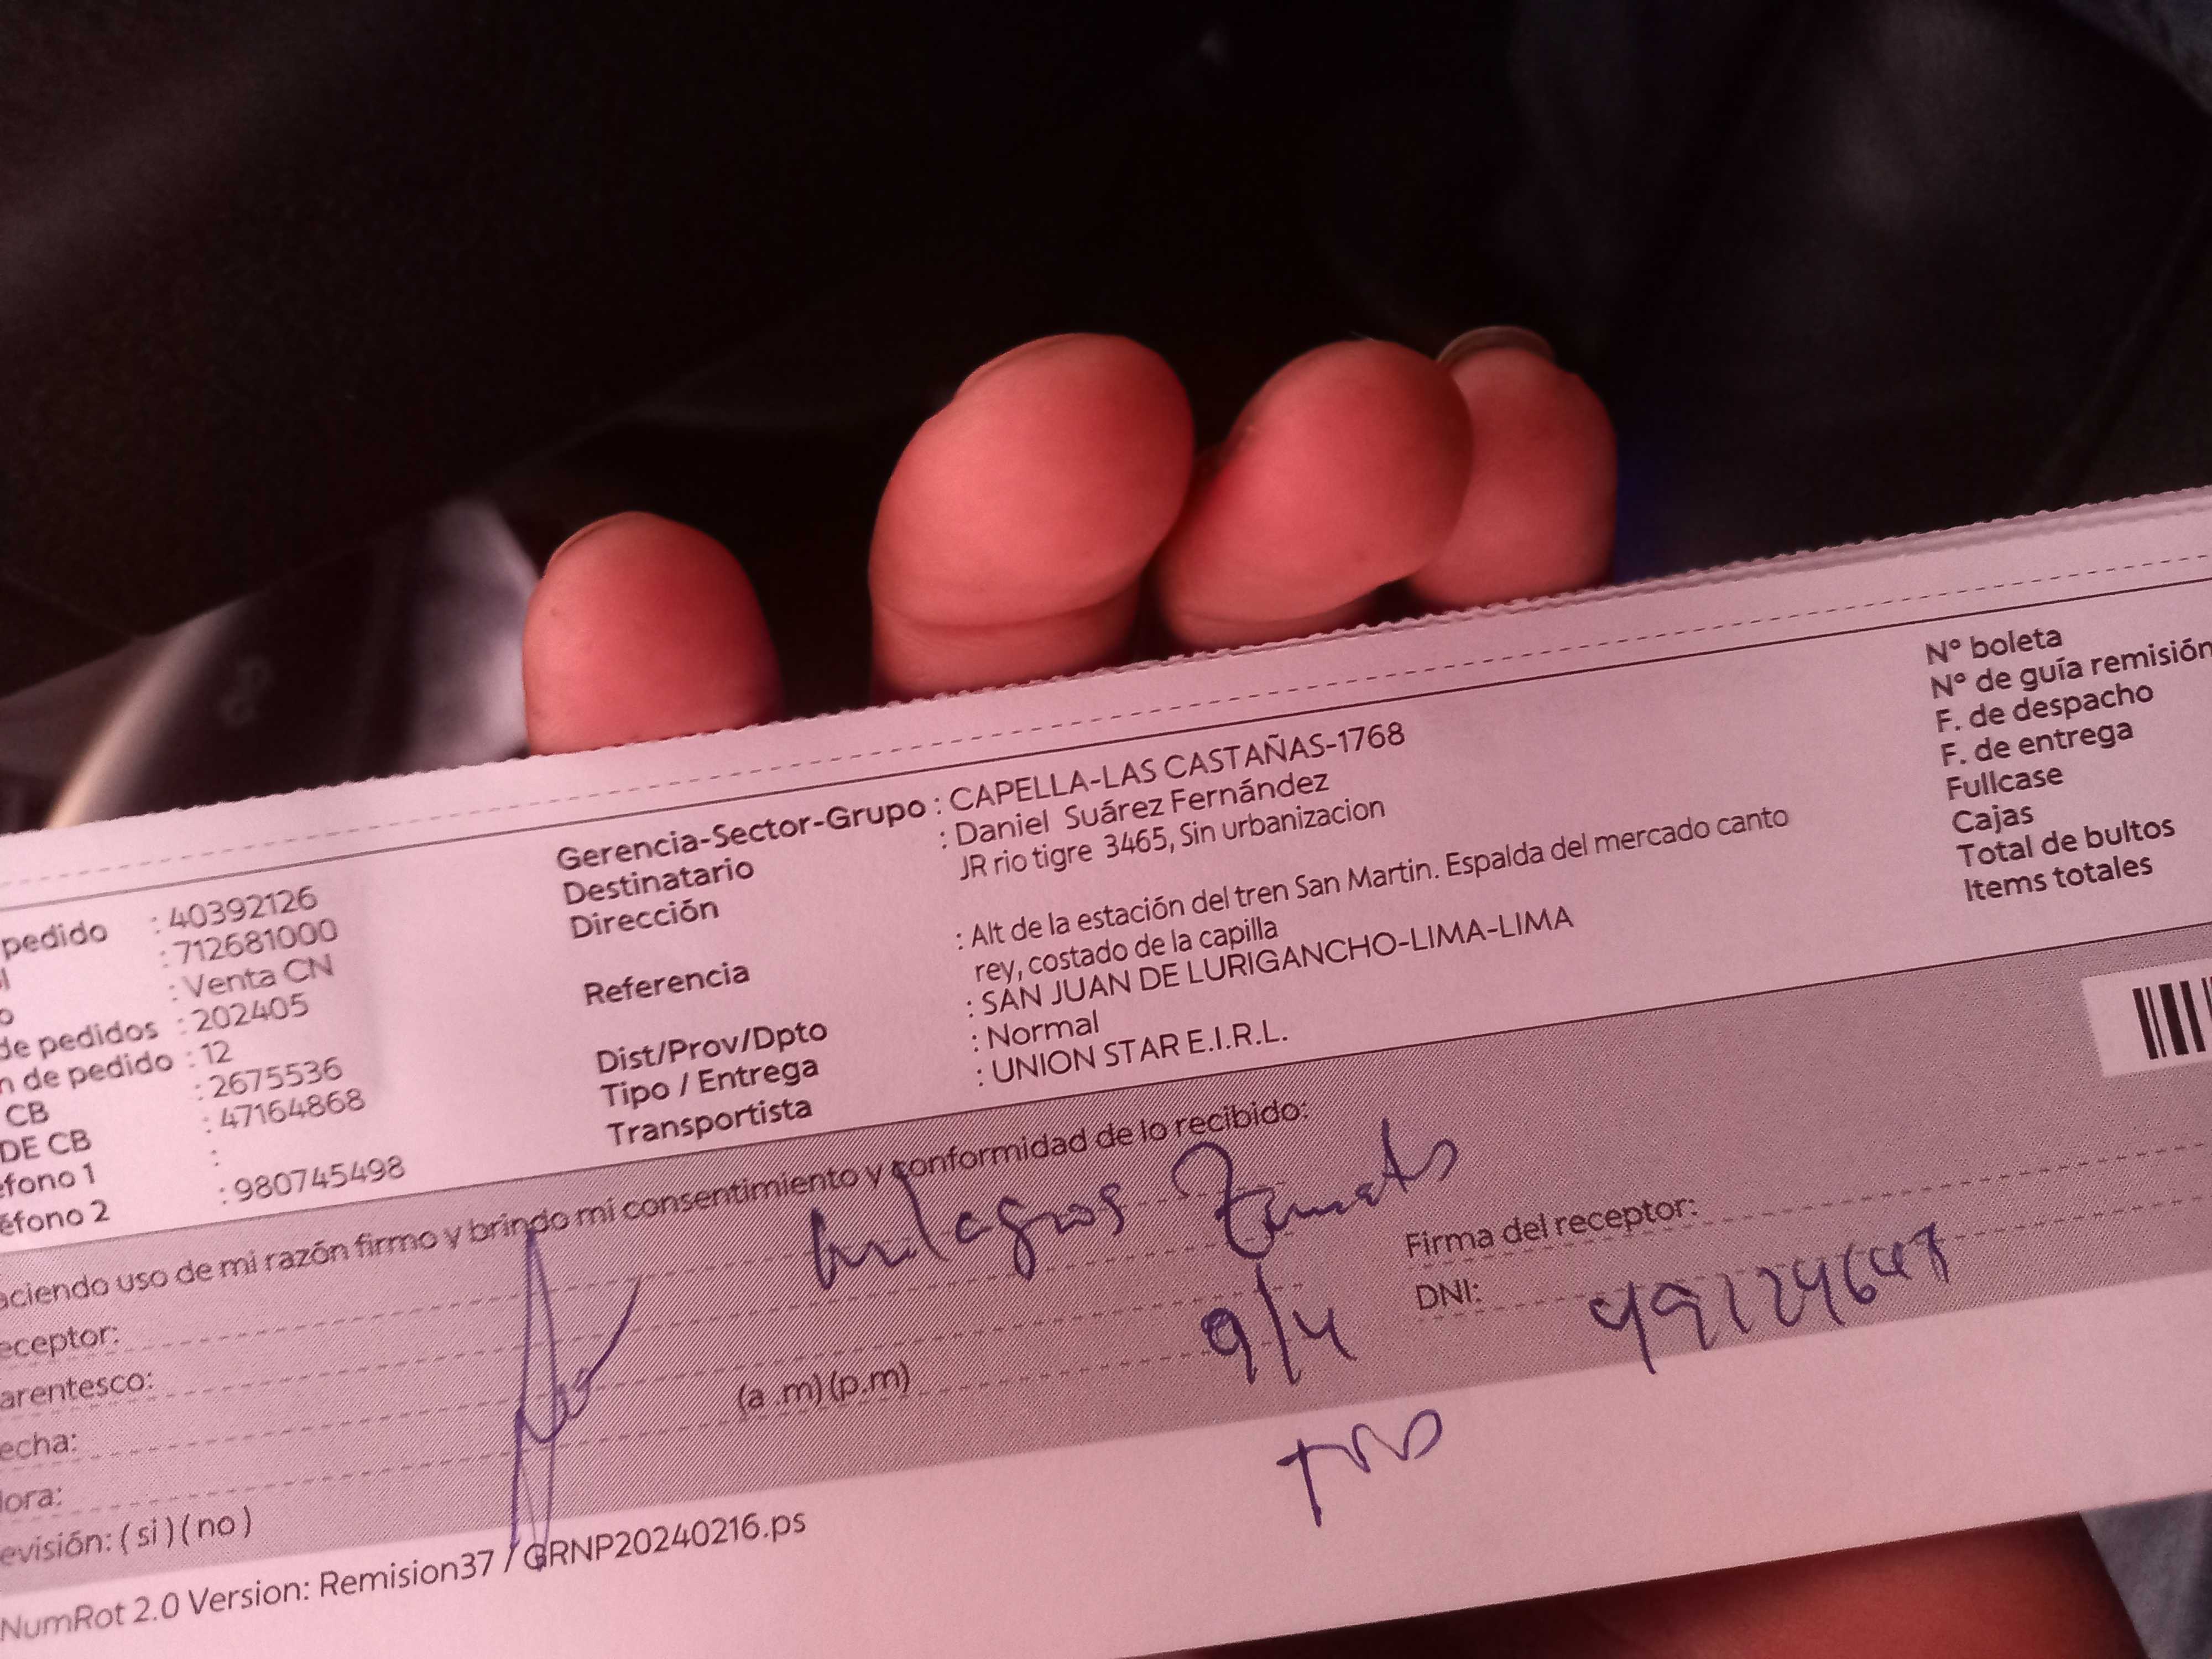 pedido : 40392126
: 712681000
: Venta CN
de pedidos : 202405
n de pedido : 12
CB : 2675536
DE CB : 47164868
éfono 1 :
éfono 2 : 980745498
Gerencia-Sector-Grupo : CAPELLA-LAS CASTAÑAS-1768
Destinatario : Daniel Suárez Fernández
Dirección JR rio tigre 3465, Sin urbanizacion
Referencia : Alt de la estación del tren San Martin. Espalda del mercado canto
rey, costado de la capilla
Dist/Prov/Dpto : SAN JUAN DE LURIGANCHO-LIMA-LIMA
Tipo / Entrega : Normal
Transportista : UNION STAR E.I.R.L.
N° boleta
N° de guía remisión
F. de despacho
F. de entrega
Fullcase
Cajas
Total de bultos
Items totales
aciendo uso de mi razón firmo y brindo mi consentimiento y conformidad de lo recibido:
eceptor: Milagros
arentesco:
echa: 9/4
lora: (a .m) (p.m)
evisión: ( si ) ( no )
Firma del receptor:
DNI:
NumRot 2.0 Version: Remision37 / GRNP20240216.ps